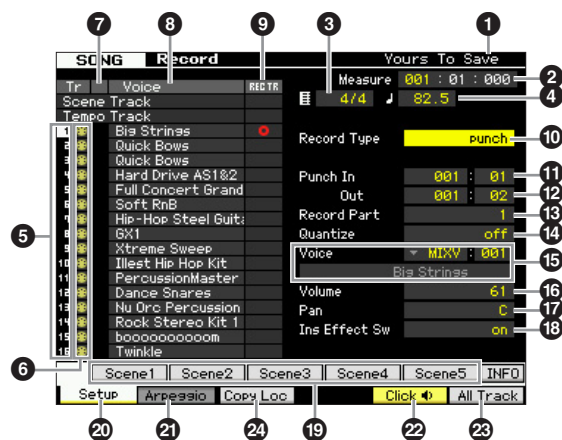 7 8 9 3 1
SONG Record Yours To Save
Measure 001 : 01 : 000 2
Tr Voice REC TR 4/4 82.5 4
Scene Track
Tempo Track
1 Big Strings Record Type punch 10
2 Quick Bows
3 Quick Bows
4 Hard Drive AS1&2 Punch In 001 : 01 11
5 Full Concert Grand Out 001 : 02 12
6 Soft RnB Record Part 1 13
7 Hip-Hop Steel Guita
8 GX1 Quantize off 14
5
9 Xtreme Sweep Voice MIXV : 001 15
10 Illest Hip Hop Kit Big Strings
11 PercussionMaster
12 Dance Snares Volume 61 16
13 Nu Orc Percussion Pan C 17
14 Rock Stereo Kit 1 Ins Effect Sw on 18
15 booooooooooom
16 Twinkle
6
Scene1 Scene2 Scene3 Scene4 Scene5 INFO
Setup Arpeggio Copy Loc Click All Track
20 21 24 19 22 23